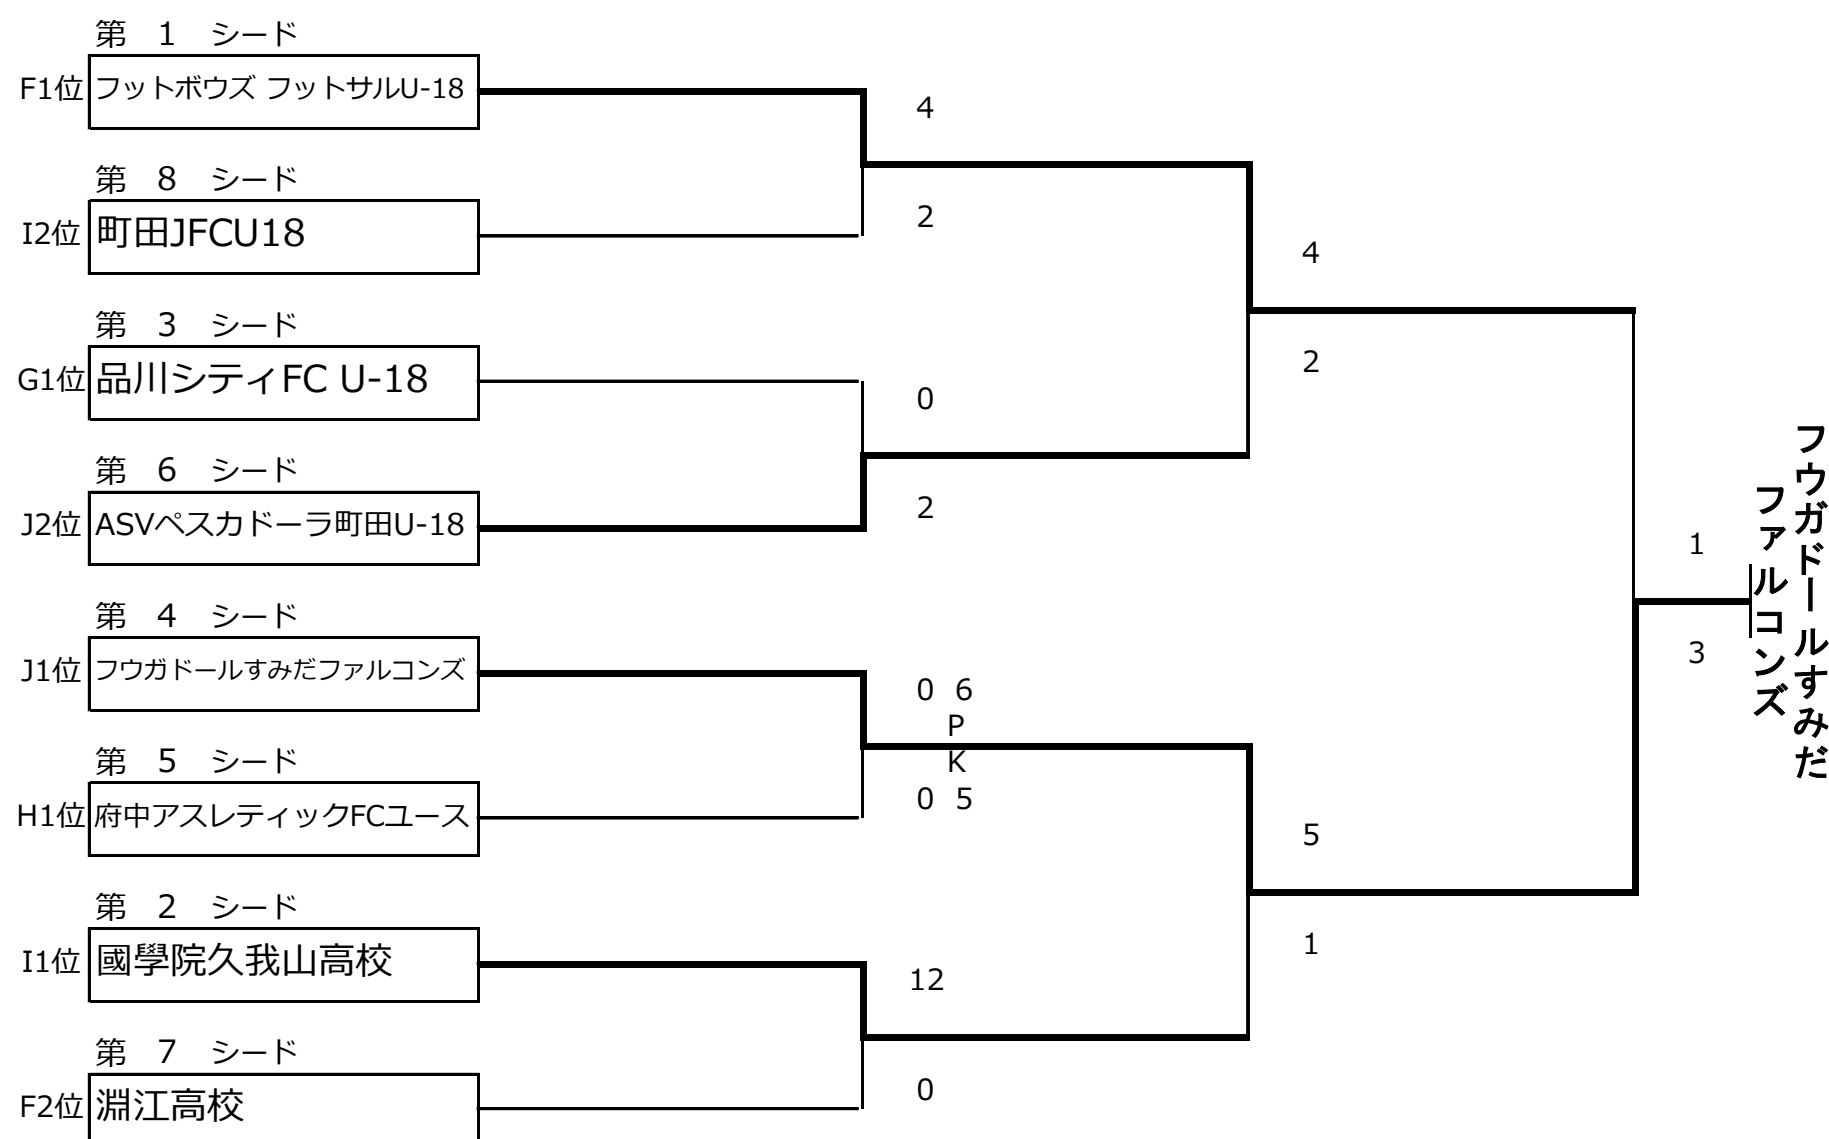 第 1 シード
F1位 フットボウズ フットサルU-18
4
第 8 シード
I2位 町田JFCU18
2
4
第 3 シード
G1位 品川シティFC U-18
0
2
第 6 シード
J2位 ASVペスカドーラ町田U-18
2
第 4 シード
J1位 フウガドールすみだファルコンズ
0 6
P
K
0 5
第 5 シード
H1位 府中アスレティックFCユース
5
第 2 シード
I1位 國學院久我山高校
12
1
第 7 シード
F2位 淵江高校
0
1
3
フウガドールすみだ
ファルコンズ